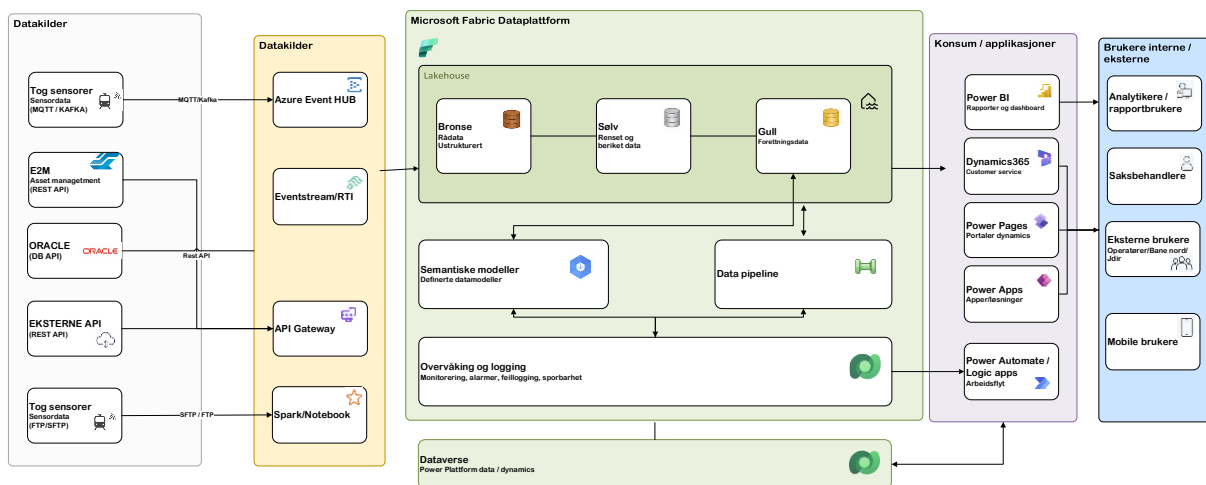 Datakilder
Tog sensorer
Sensordata
(MQTT / KAFKA)
E2M
Asset managetment
(REST API)
ORACLE
(DB API)
ORACLE
EKSTERNE API
(REST API)
Tog sensorer
Sensordata
(FTP/SFTP)
MQTT/Kafka
Rest API
SFTP / FTP
Datakilder
Azure Event HUB
Eventstream/RTI
API Gateway
Spark/Notebook
Microsoft Fabric Dataplattform
Lakehouse
Bronse
Rådata
Ustrukturert
Sølv
Renset og
beriket data
Gull
Forettningsdata
Semantiske modeller
Definerte datamodeller
Data pipeline
Overvåking og logging
Monitorering, alarmer, feillogging, sporbarhet
Dataverse
Power Plattform data / dynamics
Konsum / applikasjoner
Power BI
Rapporter og dashboard
Dynamics365
Customer service
Power Pages
Portaler dynamics
Power Apps
Apper/løsninger
Power Automate /
Logic apps
Arbeidsflyt
Brukere interne /
eksterne
Analytikere /
rapportbrukere
Saksbehandlere
Eksterne brukere
Operatører/Bane nord/
Jdir
Mobile brukere